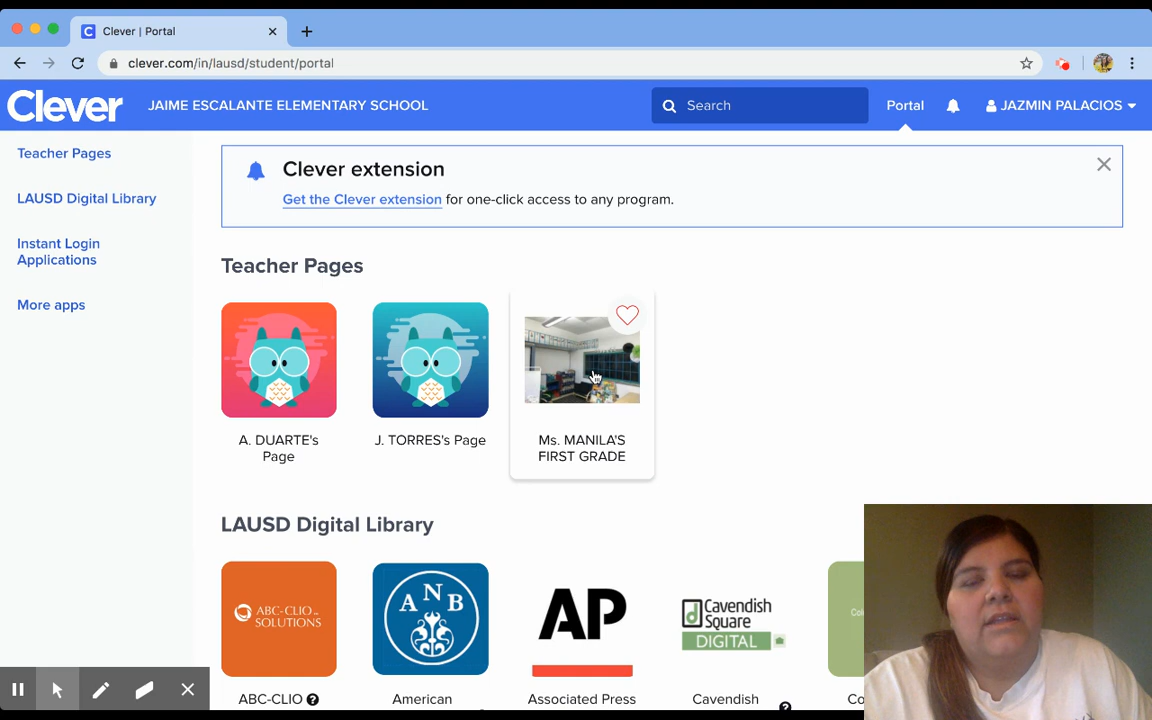 Clever | Portal
clever.com/in/lausd/student/portal
Clever
JAIME ESCALANTE ELEMENTARY SCHOOL
Search
Portal
JAZMIN PALACIOS
Teacher Pages
LAUSD Digital Library
Instant Login
Applications
More apps
Clever extension
Get the Clever extension for one-click access to any program.
Teacher Pages
A. DUARTE's
Page
J. TORRES's Page
Ms. MANILA'S
FIRST GRADE
LAUSD Digital Library
ABC-CLIO
SOLUTIONS
ANB
AP
Cavendish
Square
DIGITAL
Col
ABC-CLIO
American
Associated Press
Cavendish
Co